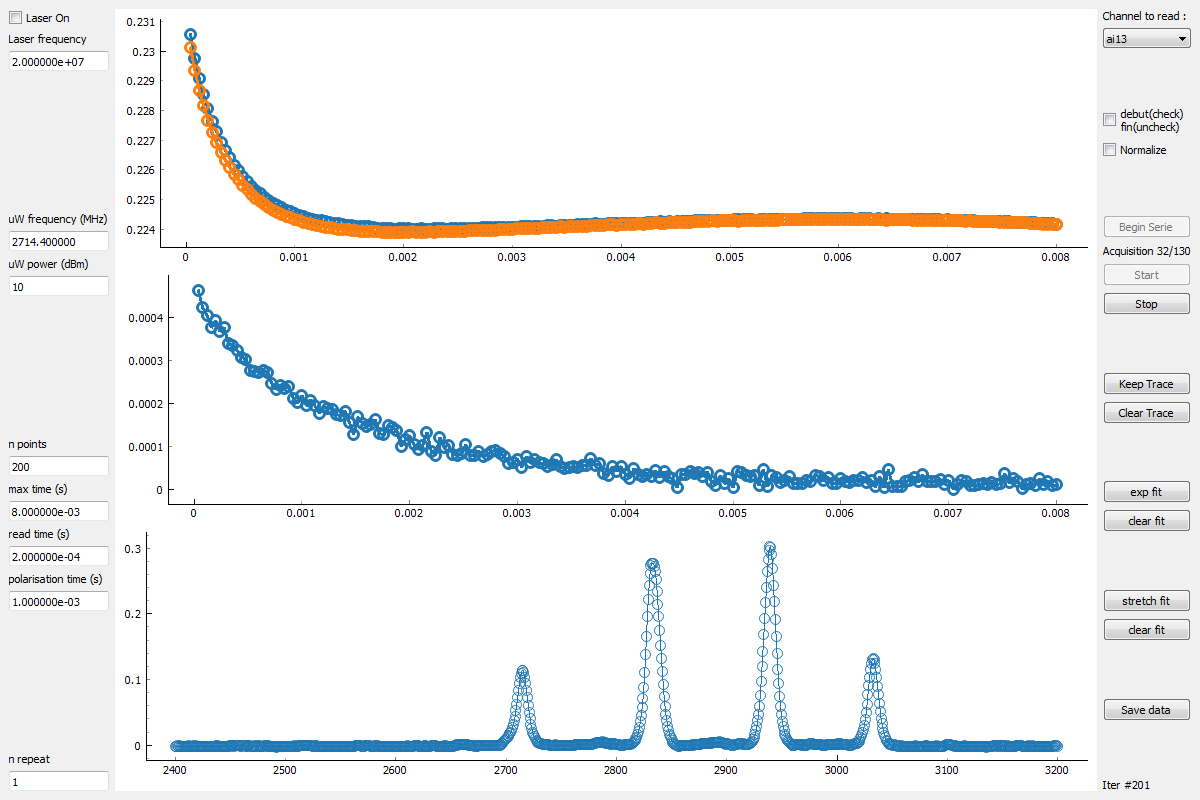 Laser On
Laser frequency
2.000000e+07
uW frequency (MHz)
2714.400000
uW power (dBm)
10
n points
200
max time (s)
8.000000e-03
read time (s)
2.000000e-04
polarisation time (s)
1.000000e-03
n repeat
1
0.231
0.23
0.229
0.228
0.227
0.226
0.225
0.224
0 0.001 0.002 0.003 0.004 0.005 0.006 0.007 0.008
0.0004
0.0003
0.0002
0.0001
0
0 0.001 0.002 0.003 0.004 0.005 0.006 0.007 0.008
0.3
0.2
0.1
0
2400 2500 2600 2700 2800 2900 3000 3100 3200
Channel to read :
ai13
debut(check)
fin(uncheck)
Normalize
Begin Serie
Acquisition 32/130
Start
Stop
Keep Trace
Clear Trace
exp fit
clear fit
stretch fit
clear fit
Save data
Iter #201